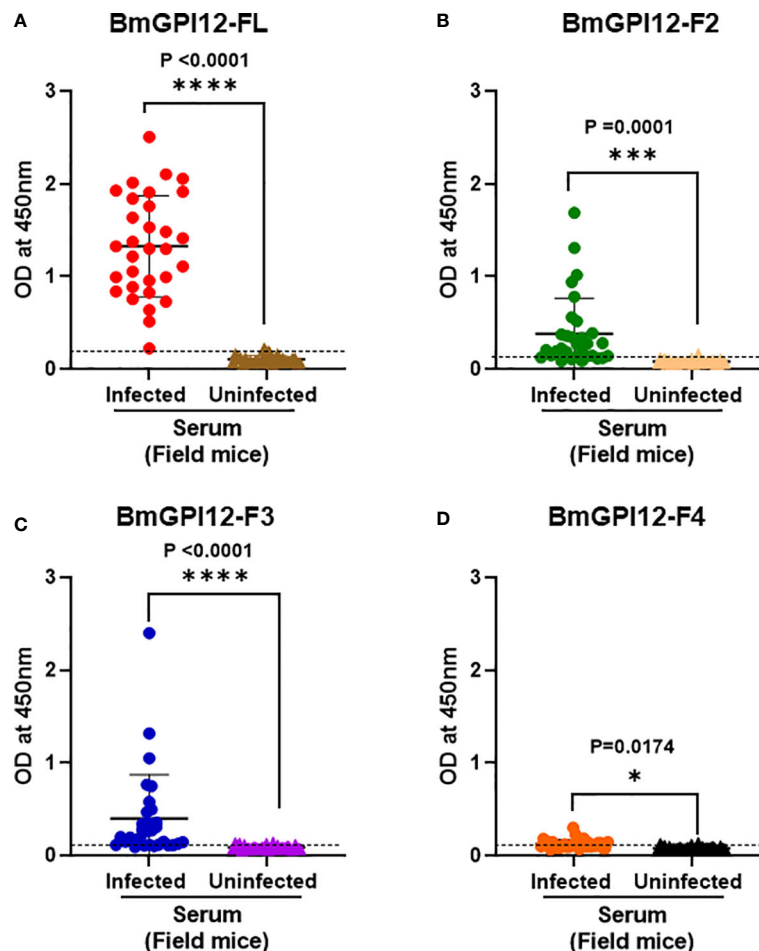 A
BmGPI12-FL
P <0.0001
****
3
2
1
0
OD at 450nm
Infected Uninfected
Serum
(Field mice)
B
BmGPI12-F2
P =0.0001
***
3
2
1
0
OD at 450nm
Infected Uninfected
Serum
(Field mice)
C
BmGPI12-F3
P <0.0001
****
3
2
1
0
OD at 450nm
Infected Uninfected
Serum
(Field mice)
D
BmGPI12-F4
P=0.0174
*
3
2
1
0
OD at 450nm
Infected Uninfected
Serum
(Field mice)